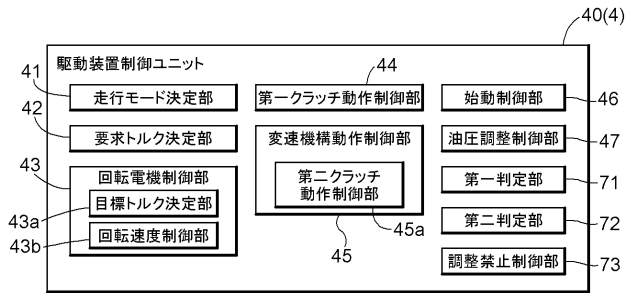 40(4)
駆動装置制御ユニット
41
走行モード決定部
42
要求トルク決定部
43
回転電機制御部
43a
目標トルク決定部
43b
回転速度制御部
44
第一クラッチ動作制御部
変速機構動作制御部
第二クラッチ
動作制御部
45a
45
始動制御部
46
油圧調整制御部
47
第一判定部
71
第二判定部
72
調整禁止制御部
73